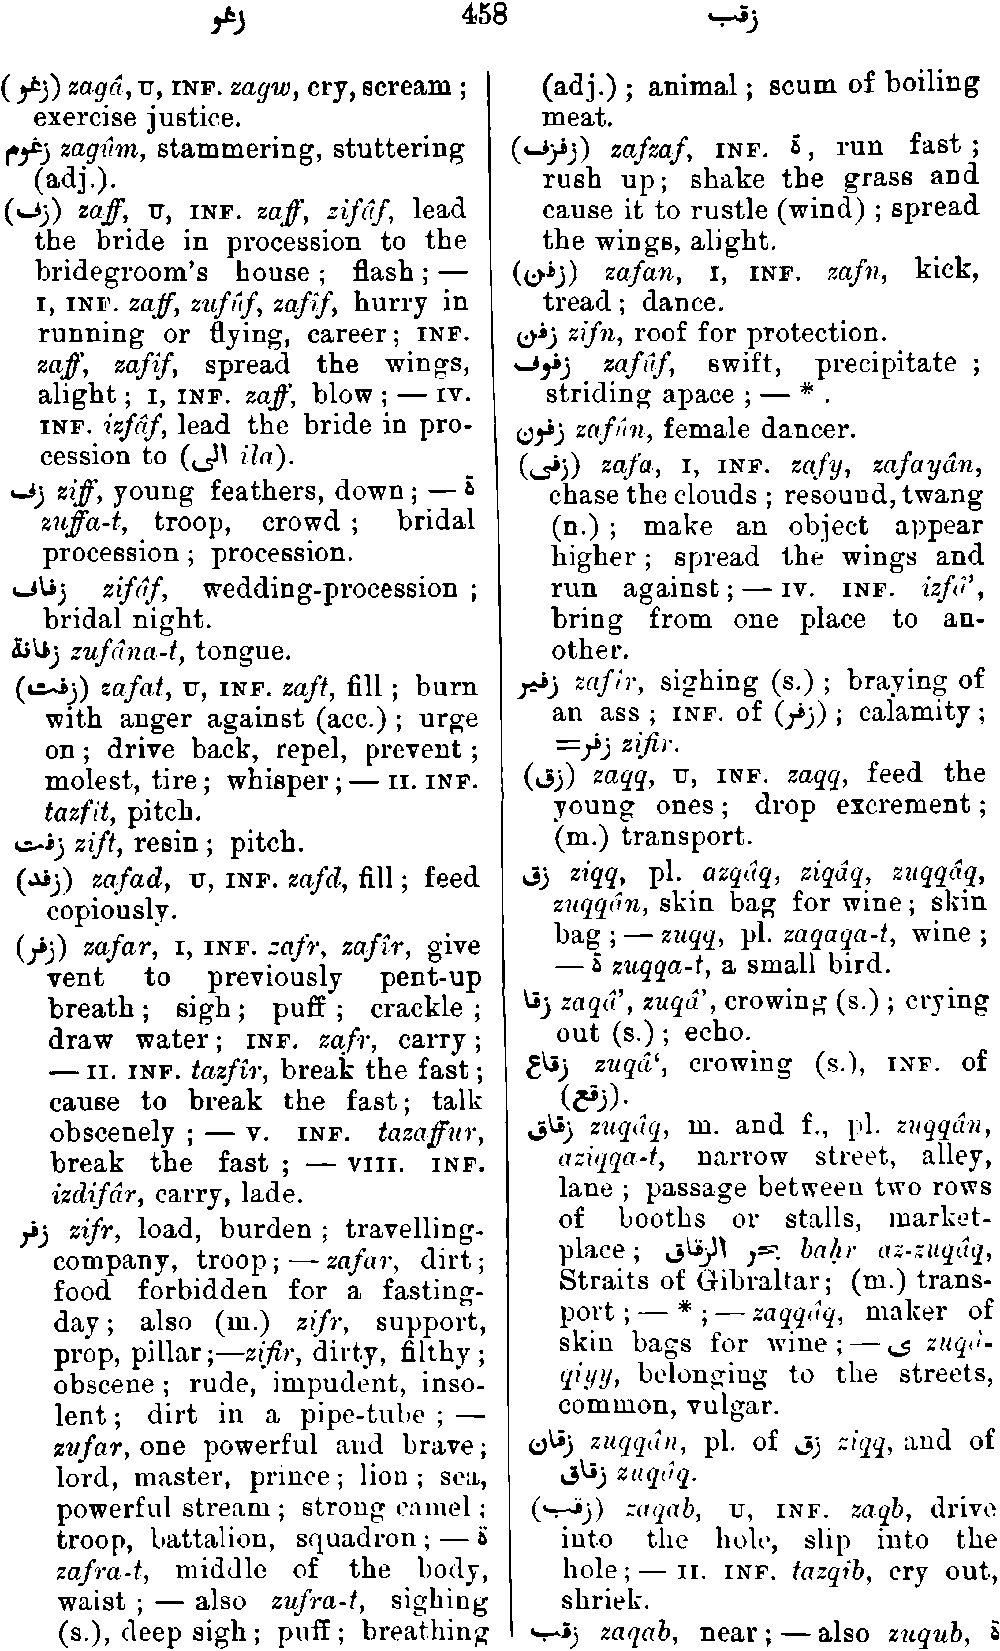 زغو 458 زقب
(زغو) zagâ, U, INF. zagw, cry, scream ;
exercise justice.
زغوم zagûm, stammering, stuttering
(adj.).
(زف) zaff, U, INF. zaff, zifâf, lead
the bride in procession to the
bridegroom's house ; flash ; —
I, INF. zaff, zufûf, zafîf, hurry in
running or flying, career ; INF.
zaff, zafîf, spread the wings,
alight ; I, INF. zaff, blow ; — IV.
INF. izfâf, lead the bride in pro-
cession to (الى ila).
زف ziff, young feathers, down ; — ة
zuffa-t, troop, crowd ; bridal
procession ; procession.
زفاف zifâf, wedding-procession ;
bridal night.
زفانة zufâna-t, tongue.
(زفت) zafat, U, INF. zaft, fill ; burn
with anger against (acc.) ; urge
on ; drive back, repel, prevent ;
molest, tire ; whisper ; — II. INF.
tazfît, pitch.
زفت zift, resin ; pitch.
(زفد) zafad, U, INF. zafd, fill ; feed
copiously.
(زفر) zafar, I, INF. zafr, zafîr, give
vent to previously pent-up
breath ; sigh ; puff ; crackle ;
draw water ; INF. zafr, carry ;
— II. INF. tazfîr, break the fast ;
cause to break the fast ; talk
obscenely ; — V. INF. tazaffur,
break the fast ; — VIII. INF.
izdifâr, carry, lade.
زفر zifr, load, burden ; travelling-
company, troop ; — zafar, dirt ;
food forbidden for a fasting-
day ; also (m.) zifr, support,
prop, pillar ;—zifir, dirty, filthy ;
obscene ; rude, impudent, inso-
lent ; dirt in a pipe-tube ; —
zufar, one powerful and brave ;
lord, master, prince ; lion ; sea,
powerful stream ; strong camel ;
troop, battalion, squadron ; — ة
zafra-t, middle of the body,
waist ; — also zufra-t, sighing
(s.), deep sigh ; puff ; breathing
(adj.) ; animal ; scum of boiling
meat.
(زفزف) zafzaf, INF. ة, run fast ;
rush up ; shake the grass and
cause it to rustle (wind) ; spread
the wings, alight.
(زفن) zafan, I, INF. zafn, kick,
tread ; dance.
زفن zifn, roof for protection.
زفوف zafûf, swift, precipitate ;
striding apace ; — * .
زفون zafûn, female dancer.
(زفى) zafa, I, INF. zafy, zafayân,
chase the clouds ; resound, twang
(n.) ; make an object appear
higher ; spread the wings and
run against ; — IV. INF. izfâ',
bring from one place to an-
other.
زفير zafîr, sighing (s.) ; braying of
an ass ; INF. of (زفر) ; calamity ;
=زفر zifir.
(زق) zaqq, U, INF. zaqq, feed the
young ones ; drop excrement ;
(m.) transport.
زق ziqq, pl. azqâq, ziqâq, zuqqâq,
zuqqân, skin bag for wine ; skin
bag ; — zuqq, pl. zaqaqa-t, wine ;
— ة zuqqa-t, a small bird.
زقا zaqâ', zuqâ', crowing (s.) ; crying
out (s.) ; echo.
زقاع zuqâ‘, crowing (s.), INF. of
(زقع).
زقاق zuqâq, m. and f., pl. zuqqân,
aziqqa-t, narrow street, alley,
lane ; passage between two rows
of booths or stalls, market-
place ; بحر الزقاق baḥr az-zuqâq,
Straits of Gibraltar ; (m.) trans-
port ; — * ; — zaqqâq, maker of
skin bags for wine ; — ى zuqâ-
qiyy, belonging to the streets,
common, vulgar.
زقان zuqqân, pl. of زق ziqq, and of
زقاق zuqâq.
(زقب) zaqab, U, INF. zaqb, drive
into the hole, slip into the
hole ; — II. INF. tazqîb, cry out,
shriek.
زقب zaqab, near ; — also zuqub, ة